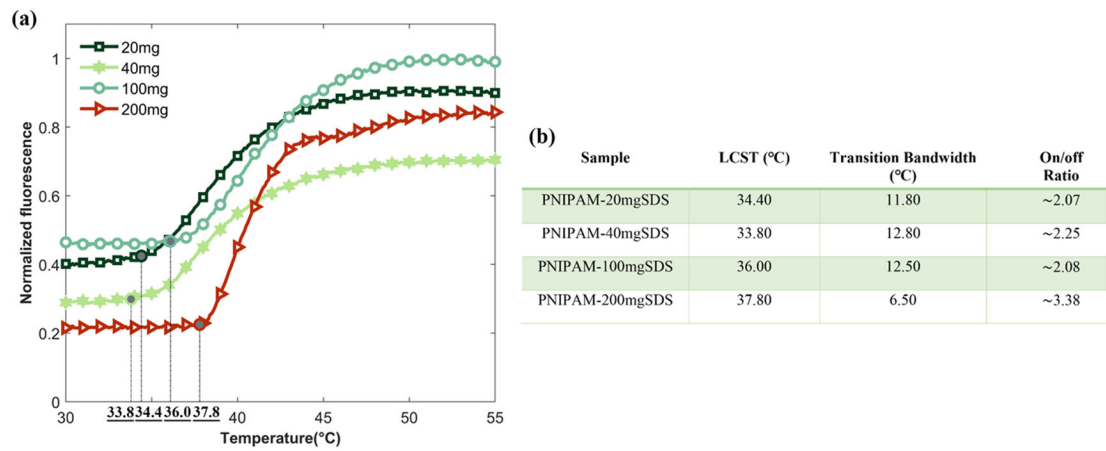 (a)
1
0.8
0.6
0.4
0.2
0
Normalized fluorescence
20mg
40mg
100mg
200mg
30 33.8 34.4 36.0 37.8 40 45 50 55
Temperature(°C)
(b)
Sample LCST (°C) Transition Bandwidth (°C) On/off Ratio
PNIPAM-20mgSDS 34.40 11.80 ~2.07
PNIPAM-40mgSDS 33.80 12.80 ~2.25
PNIPAM-100mgSDS 36.00 12.50 ~2.08
PNIPAM-200mgSDS 37.80 6.50 ~3.38